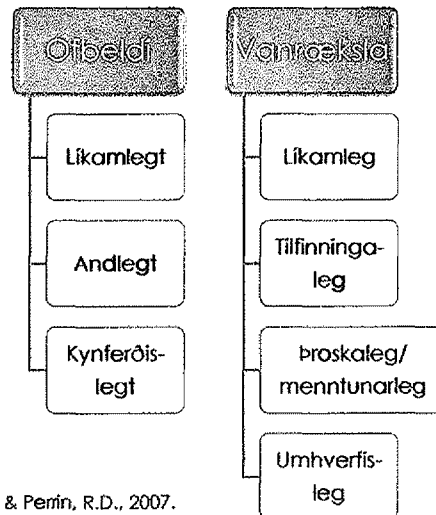 Ofbeldi
Líkamlegt
Andlegt
Kynferðis-
legt
Vanræksla
Líkamleg
Tilfinninga-
leg
Þroskaleg/
menntunarleg
Umhverfis-
leg
& Perrin, R.D., 2007.